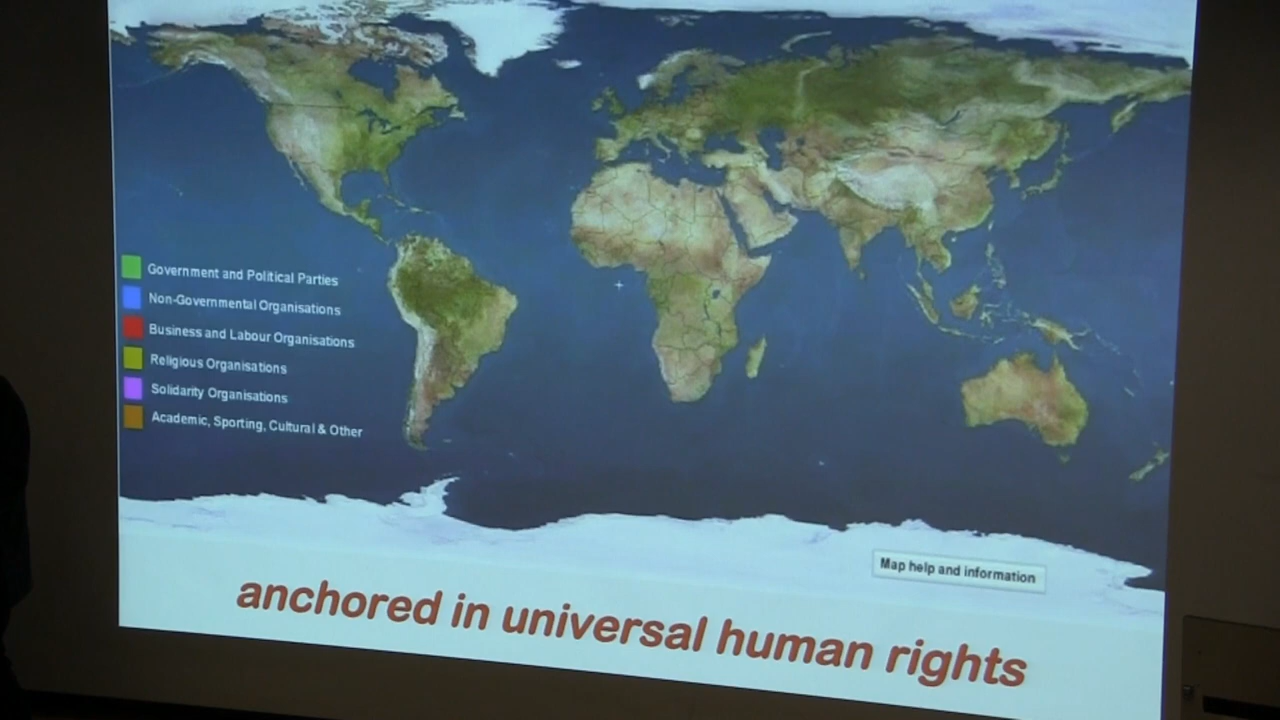 Government and Political Parties
Non-Governmental Organisations
Business and Labour Organisations
Religious Organisations
Solidarity Organisations
Academic, Sporting, Cultural & Other
Map help and information
anchored in universal human rights